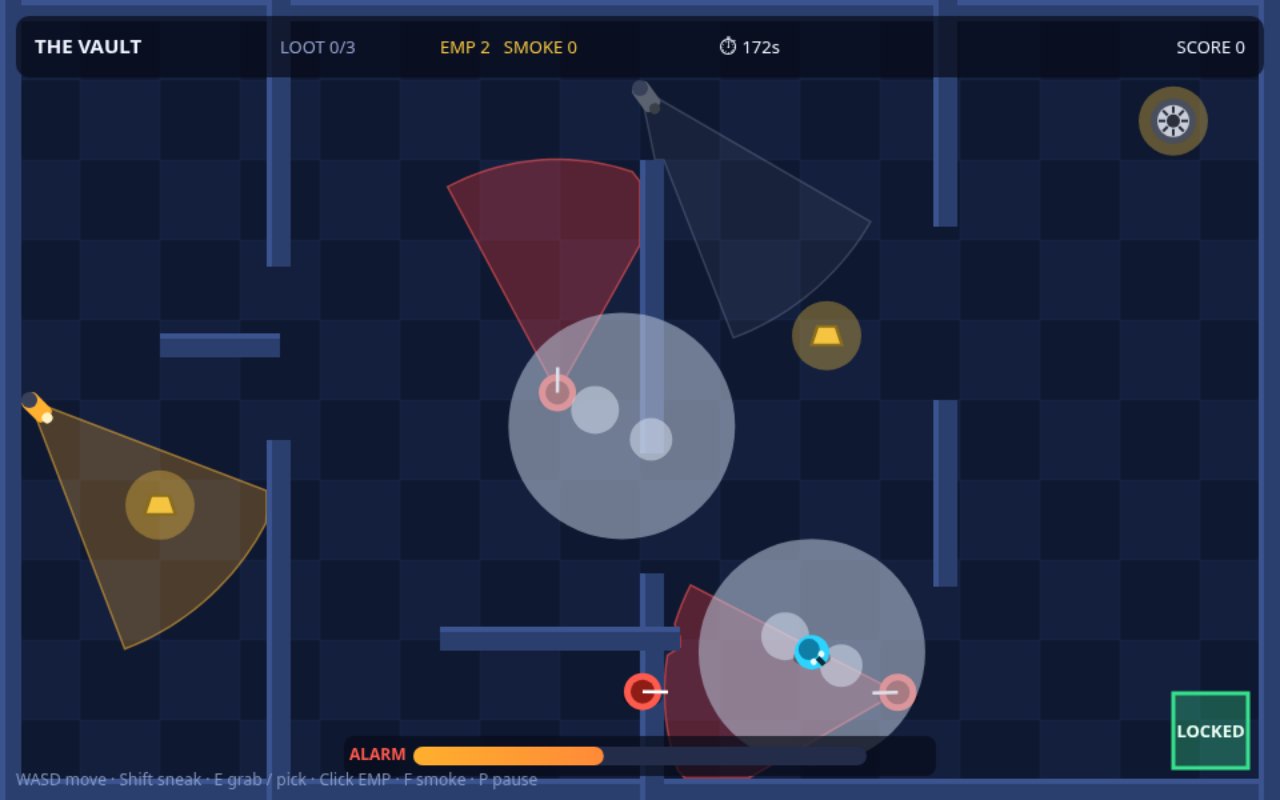 THE VAULT LOOT 0/3 EMP 2 SMOKE 0 ⏱ 172s SCORE 0
LOCKED
ALARM
WASD move · Shift sneak · E grab / pick · Click EMP · F smoke · P pause